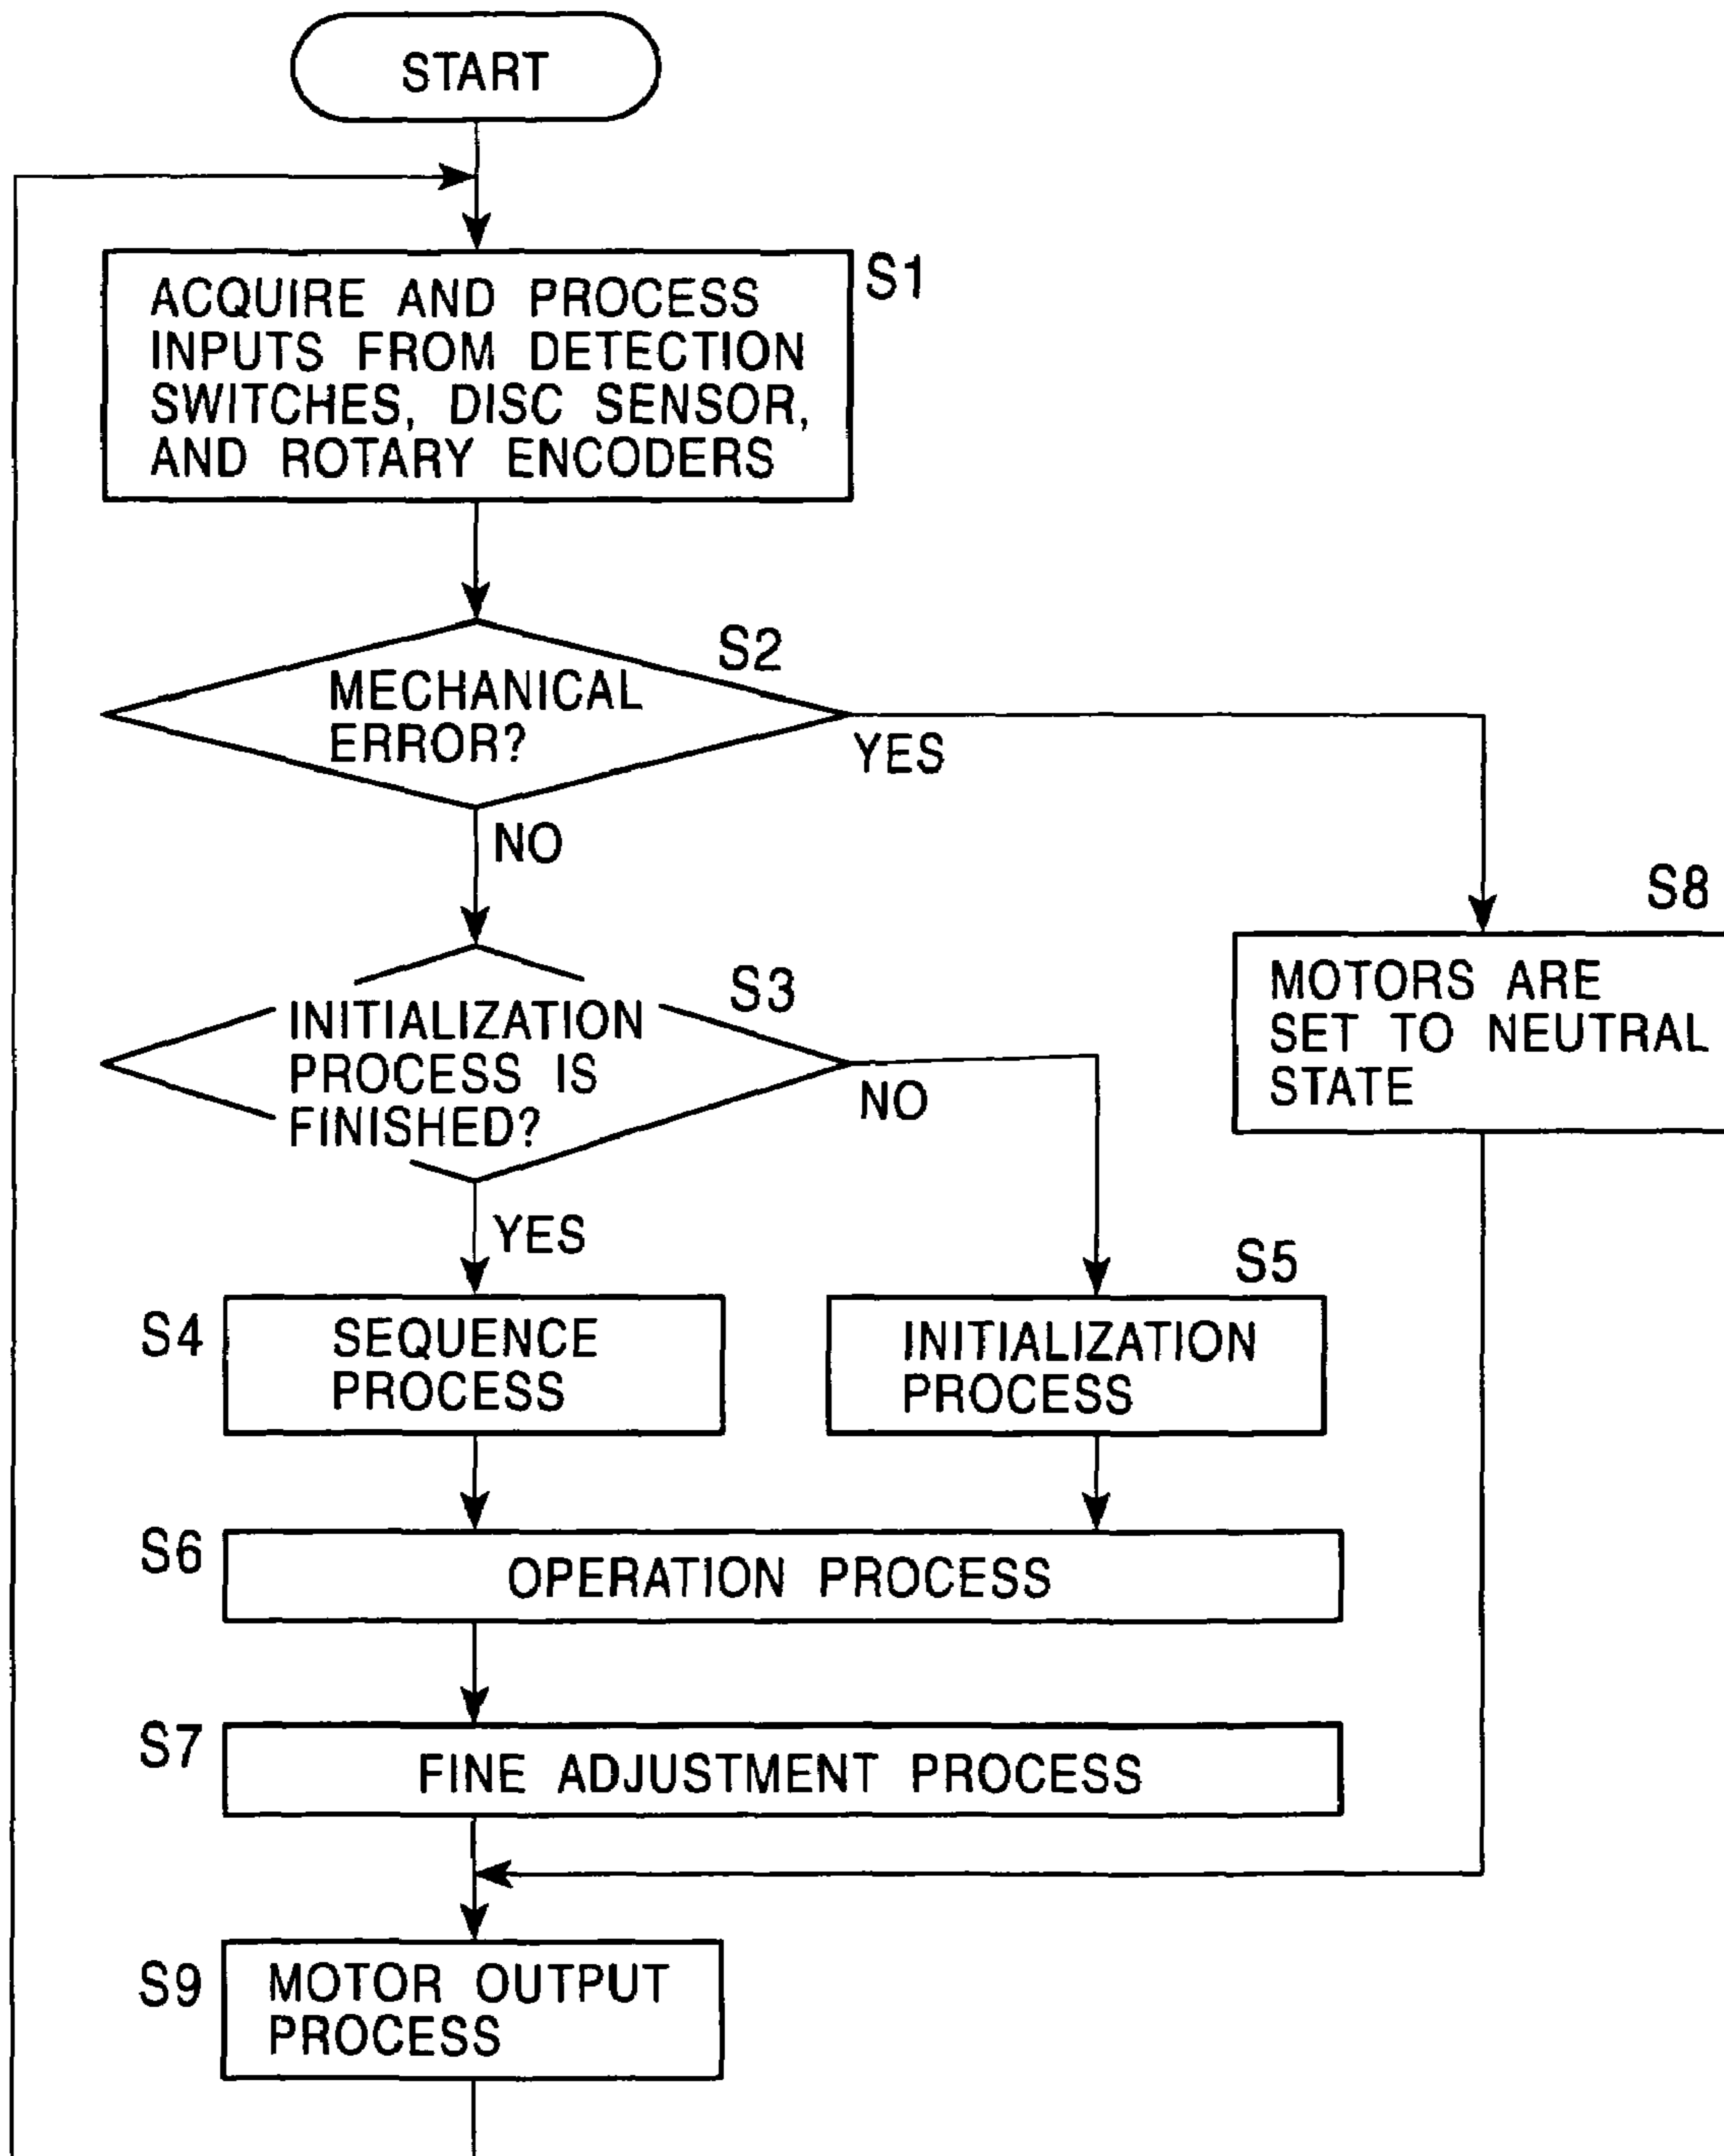 START
S1
ACQUIRE AND PROCESS
INPUTS FROM DETECTION
SWITCHES, DISC SENSOR,
AND ROTARY ENCODERS
S2
MECHANICAL
ERROR?
YES
NO
S8
MOTORS ARE
SET TO NEUTRAL
STATE
S3
INITIALIZATION
PROCESS IS
FINISHED?
NO
YES
S4
SEQUENCE
PROCESS
S5
INITIALIZATION
PROCESS
S6
OPERATION PROCESS
S7
FINE ADJUSTMENT PROCESS
S9
MOTOR OUTPUT
PROCESS